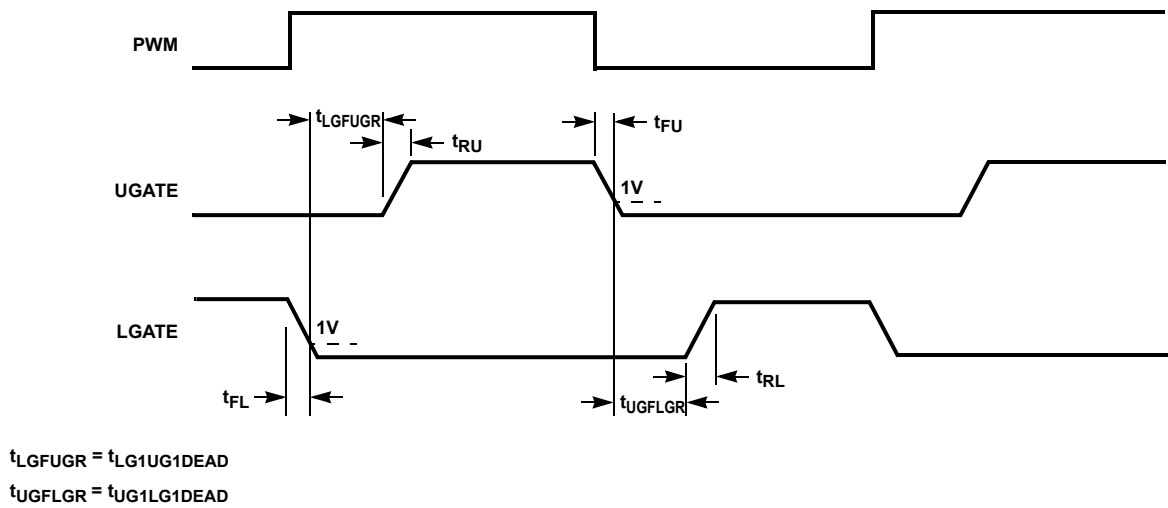 PWM
tLGFUGR
tRU
tFU
UGATE
1V
LGATE
1V
tFL
tUGFLGR
tRL
tLGFUGR = tLG1UG1DEAD
tUGFLGR = tUG1LG1DEAD